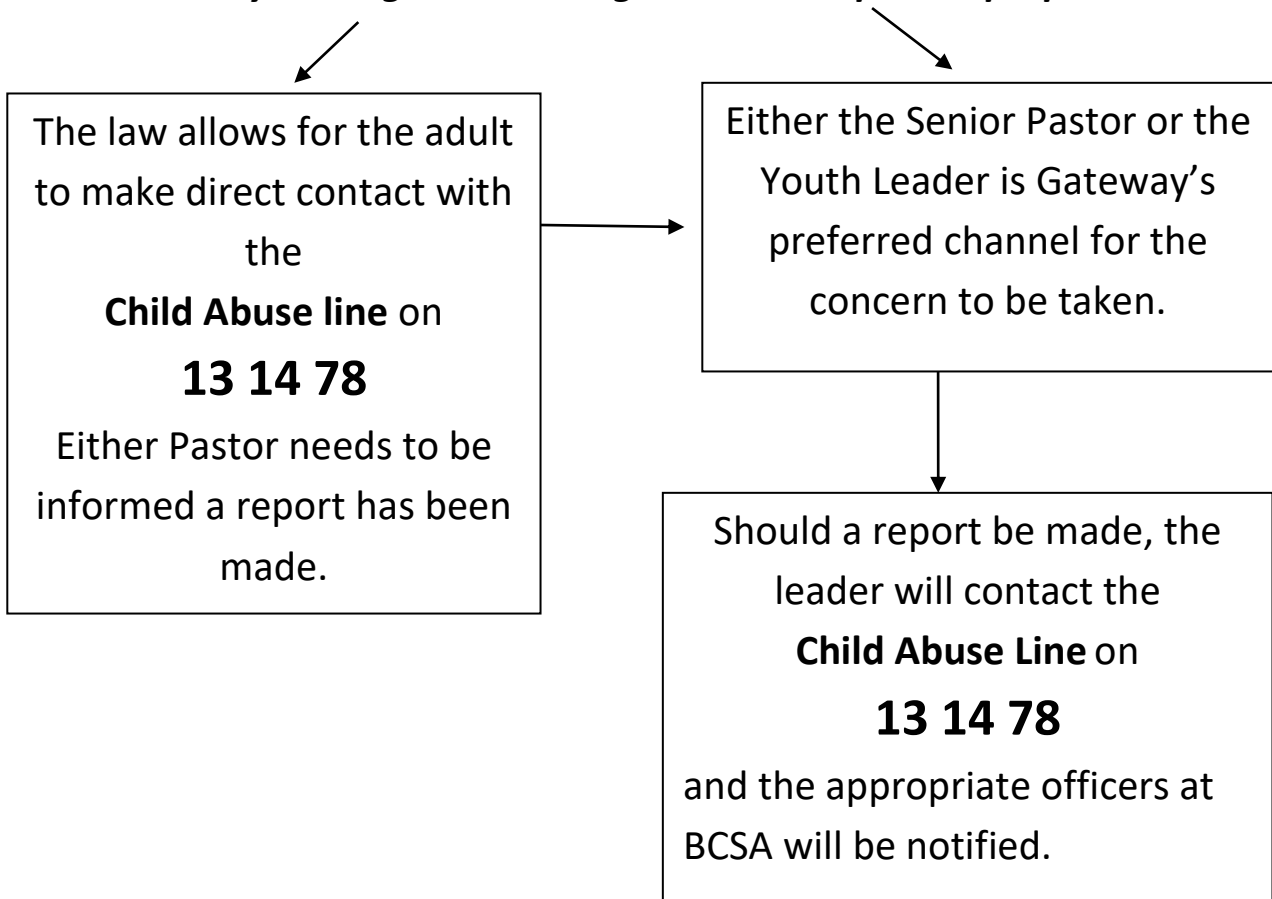 The law allows for the adult
to make direct contact with
the
Child Abuse line on
13 14 78
Either Pastor needs to be
informed a report has been
made.
Either the Senior Pastor or the
Youth Leader is Gateway’s
preferred channel for the
concern to be taken.
Should a report be made, the
leader will contact the
Child Abuse Line on
13 14 78
and the appropriate officers at
BCSA will be notified.